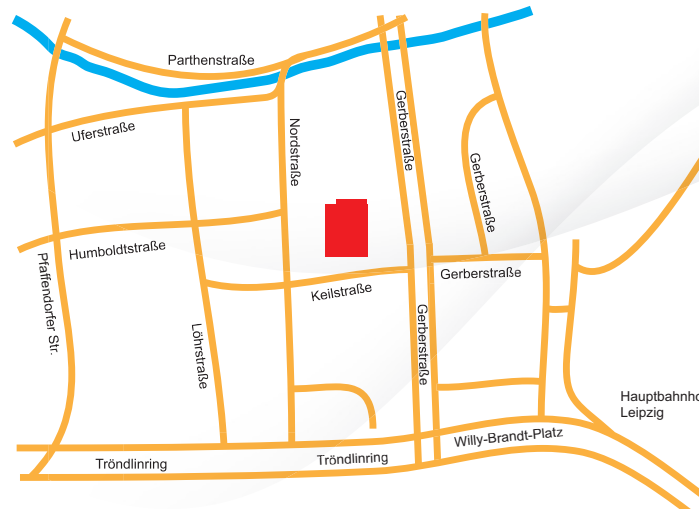 Parthenstraße
Uferstraße
Nordstraße
Gerberstraße
Gerberstraße
Humboldtstraße
Pfaffendorfer Str.
Keilstraße
Gerberstraße
Löhrstraße
Gerberstraße
Hauptbahnho
Leipzig
Willy-Brandt-Platz
Tröndlinring
Tröndlinring